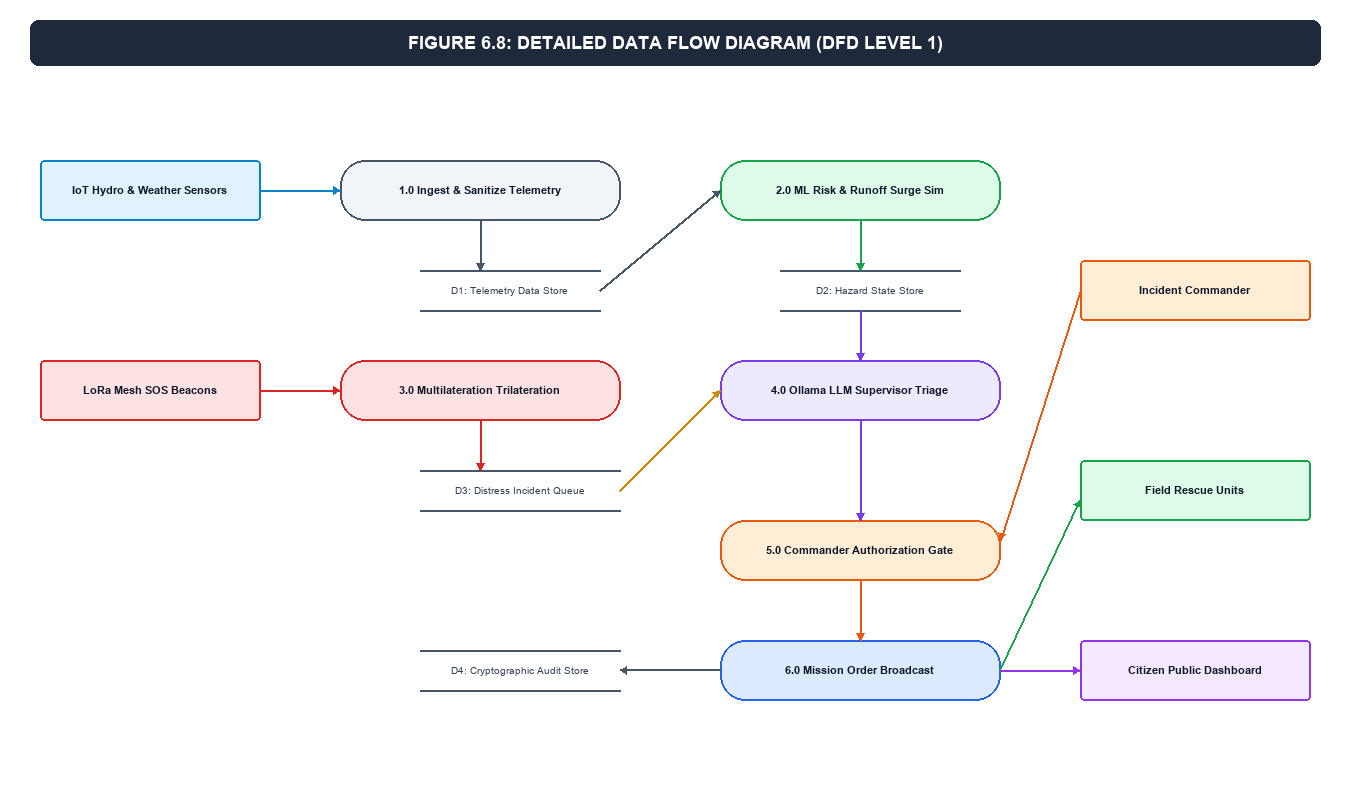 FIGURE 6.8: DETAILED DATA FLOW DIAGRAM (DFD LEVEL 1)
IoT Hydro & Weather Sensors
1.0 Ingest & Sanitize Telemetry
2.0 ML Risk & Runoff Surge Sim
D1: Telemetry Data Store
D2: Hazard State Store
Incident Commander
LoRa Mesh SOS Beacons
3.0 Multilateration Trilateration
4.0 Ollama LLM Supervisor Triage
D3: Distress Incident Queue
Field Rescue Units
5.0 Commander Authorization Gate
D4: Cryptographic Audit Store
6.0 Mission Order Broadcast
Citizen Public Dashboard